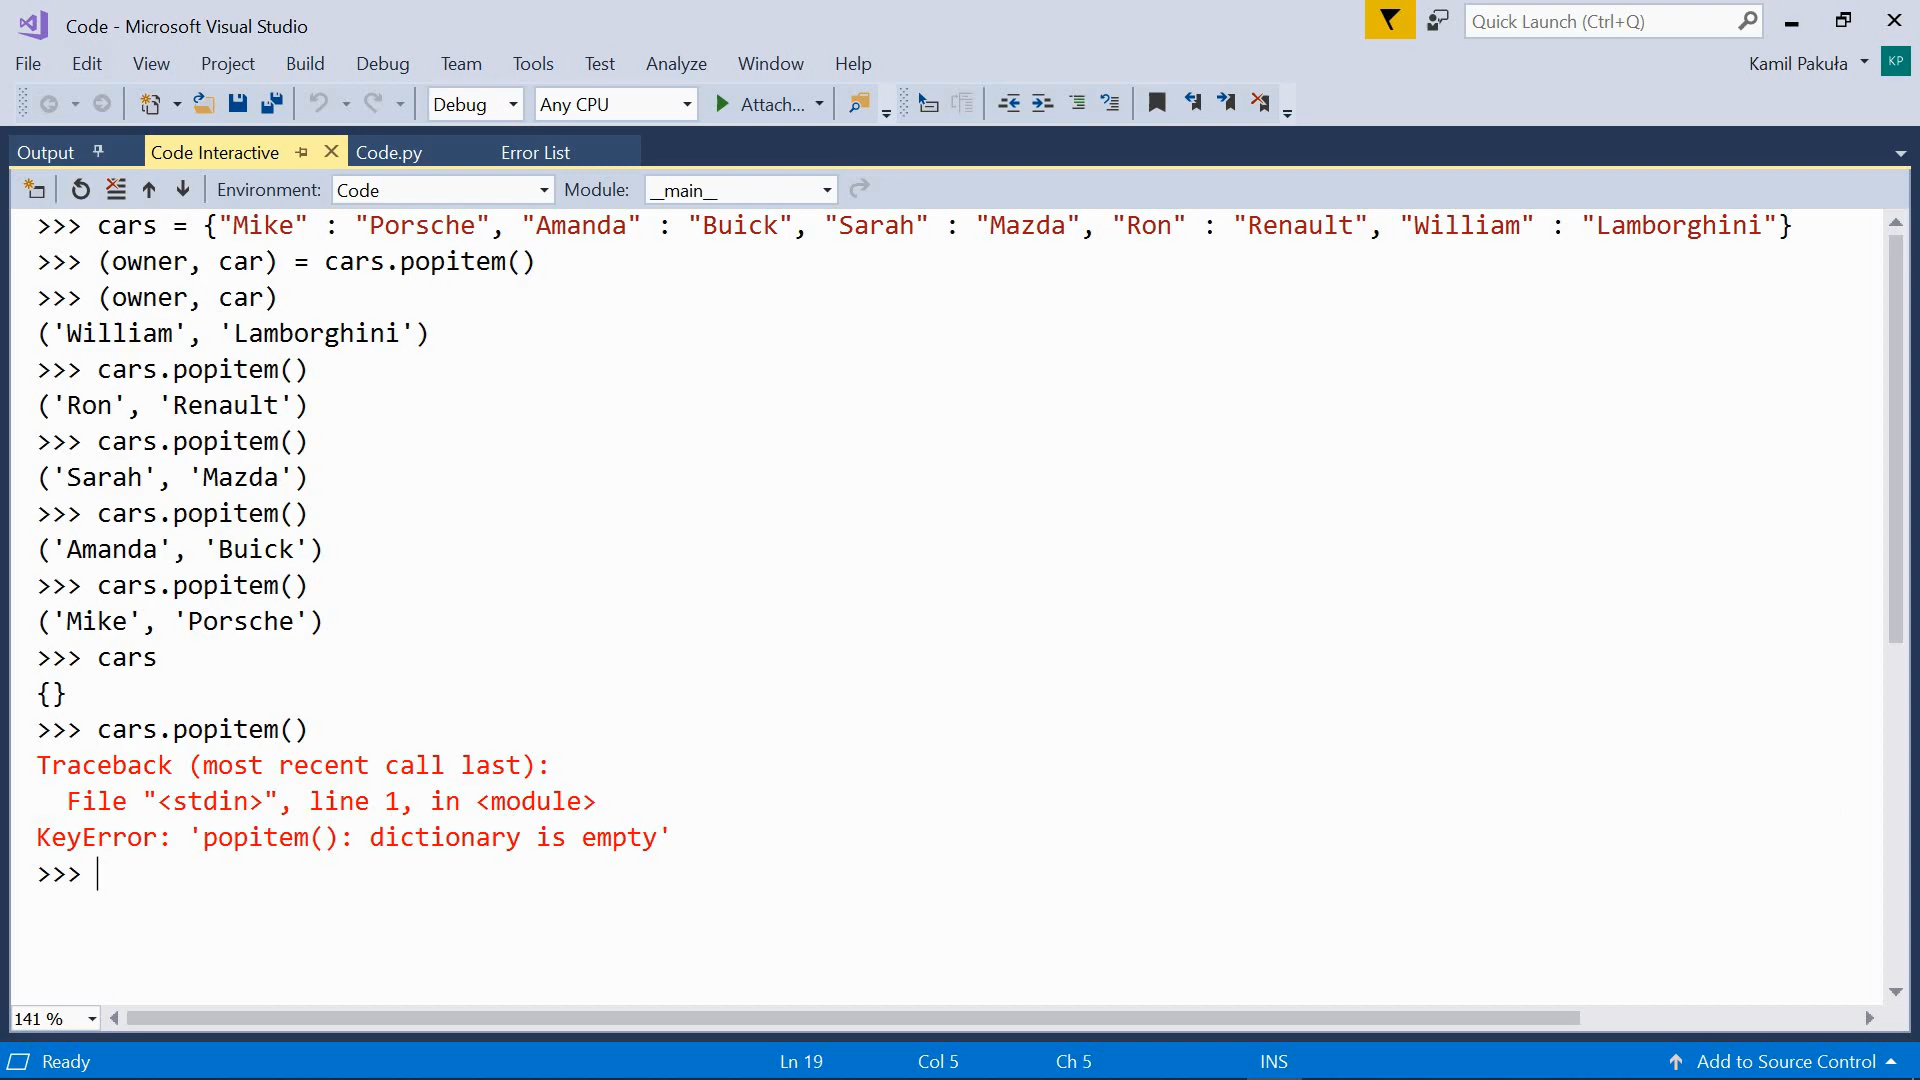 Code - Microsoft Visual Studio
Quick Launch (Ctrl+Q)
File Edit View Project Build Debug Team Tools Test Analyze Window Help
Kamil Pakuła KP
Debug Any CPU Attach...
Output Code Interactive Code.py Error List
Environment: Code Module: __main__
>>> cars = {"Mike" : "Porsche", "Amanda" : "Buick", "Sarah" : "Mazda", "Ron" : "Renault", "William" : "Lamborghini"}
>>> (owner, car) = cars.popitem()
>>> (owner, car)
('William', 'Lamborghini')
>>> cars.popitem()
('Ron', 'Renault')
>>> cars.popitem()
('Sarah', 'Mazda')
>>> cars.popitem()
('Amanda', 'Buick')
>>> cars.popitem()
('Mike', 'Porsche')
>>> cars
{}
>>> cars.popitem()
Traceback (most recent call last):
  File "<stdin>", line 1, in <module>
KeyError: 'popitem(): dictionary is empty'
>>>
141 %
Ready Ln 19 Col 5 Ch 5 INS Add to Source Control